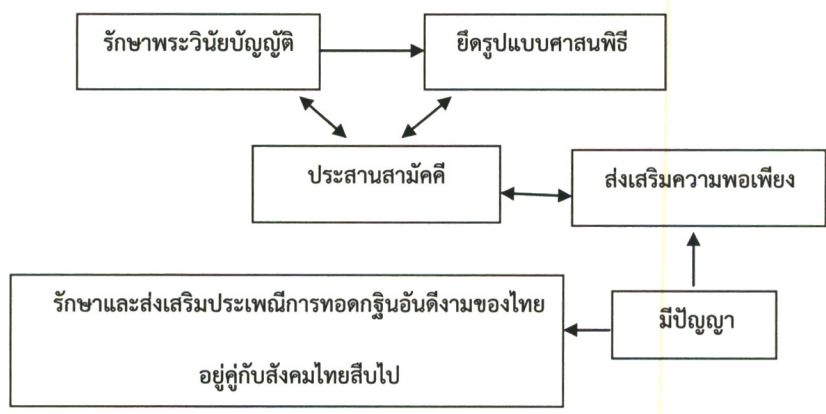 รักษาพระวินัยบัญญัติ
ยึดรูปแบบศาสนพิธี
ประสานสามัคคี
ส่งเสริมความพอเพียง
มีปัญญา
รักษาและส่งเสริมประเพณีการทอดกฐินอันดีงามของไทย
อยู่คู่กับสังคมไทยสืบไป